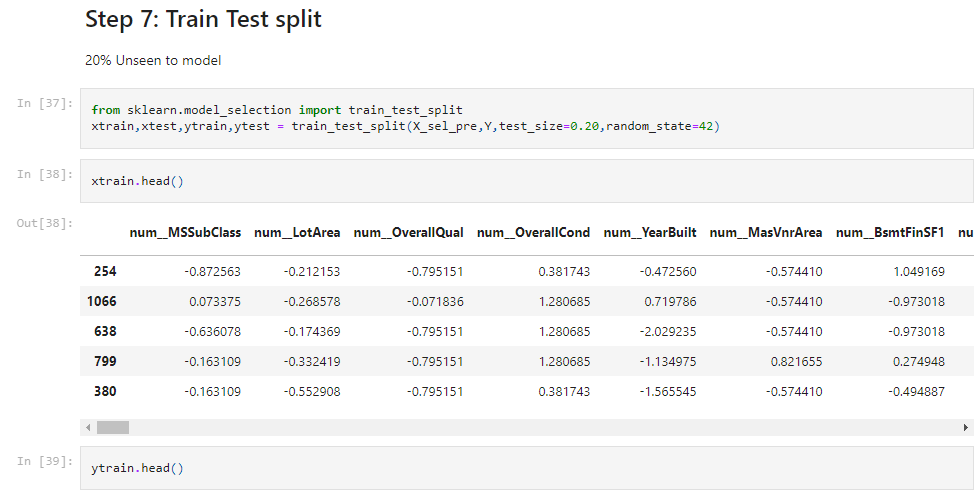 Step 7: Train Test split
20% Unseen to model
In [37]:
from sklearn.model_selection import train_test_split
xtrain,xtest,ytrain,ytest = train_test_split(X_sel_pre,Y,test_size=0.20,random_state=42)
In [38]:
xtrain.head()
Out[38]:
num__MSSubClass num__LotArea num__OverallQual num__OverallCond num__YearBuilt num__MasVnrArea num__BsmtFinSF1 nu
254 -0.872563 -0.212153 -0.795151 0.381743 -0.472560 -0.574410 1.049169
1066 0.073375 -0.268578 -0.071836 1.280685 0.719786 -0.574410 -0.973018
638 -0.636078 -0.174369 -0.795151 1.280685 -2.029235 -0.574410 -0.973018
799 -0.163109 -0.332419 -0.795151 1.280685 -1.134975 0.821655 0.274948
380 -0.163109 -0.552908 -0.795151 0.381743 -1.565545 -0.574410 -0.494887
In [39]:
ytrain.head()